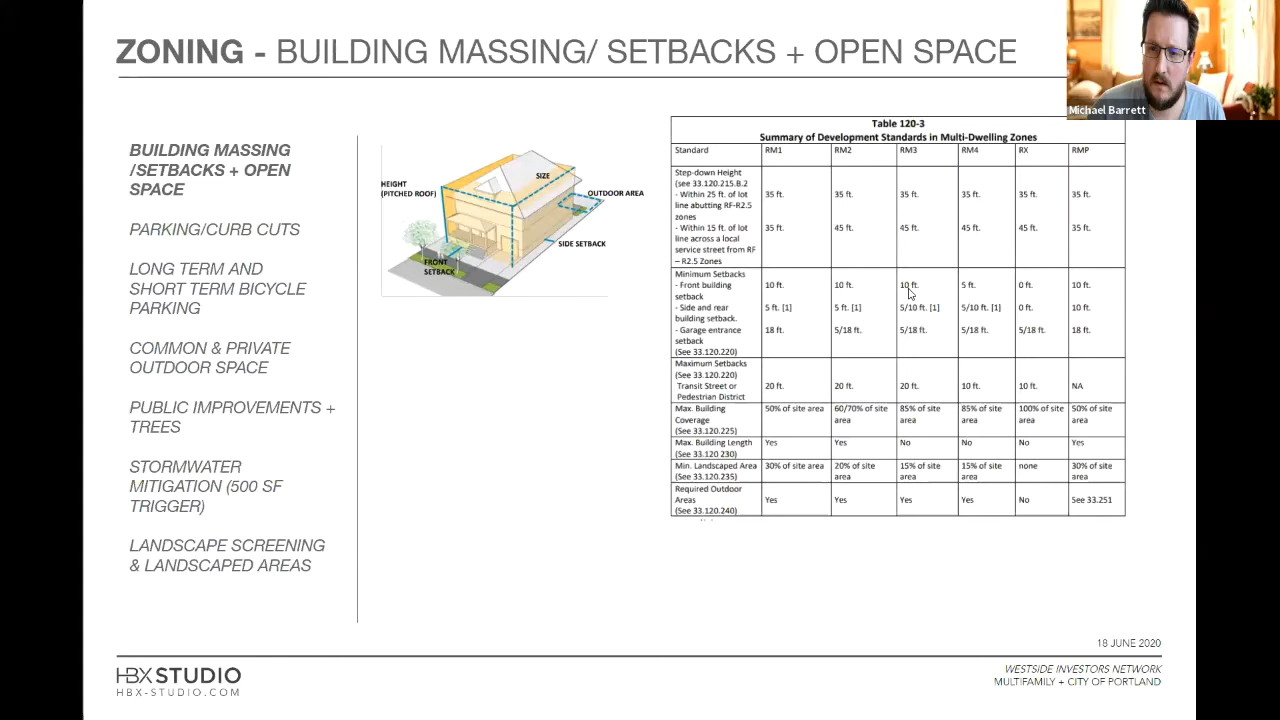 ZONING - BUILDING MASSING/ SETBACKS + OPEN SPACE
Michael Barrett
BUILDING MASSING
/SETBACKS + OPEN
SPACE
PARKING/CURB CUTS
LONG TERM AND
SHORT TERM BICYCLE
PARKING
COMMON & PRIVATE
OUTDOOR SPACE
PUBLIC IMPROVEMENTS +
TREES
STORMWATER
MITIGATION (500 SF
TRIGGER)
LANDSCAPE SCREENING
& LANDSCAPED AREAS
SIZE
HEIGHT
(PITCHED ROOF)
OUTDOOR AREA
SIDE SETBACK
FRONT
SETBACK
Table 120-3
Summary of Development Standards in Multi-Dwelling Zones
Standard RM1 RM2 RM3 RM4 RX RMP
Step-down Height
(see 33.120.215.B.2
- Within 25 ft. of lot 35 ft. 35 ft. 35 ft. 35 ft. 35 ft. 35 ft.
line abutting RF-R2.5
zones
- Within 15 ft. of lot 35 ft. 45 ft. 45 ft. 45 ft. 45 ft. 35 ft.
line across a local
service street from RF
– R2.5 Zones
Minimum Setbacks
- Front building 10 ft. 10 ft. 10 ft. 5 ft. 0 ft. 10 ft.
setback
- Side and rear 5 ft. [1] 5 ft. [1] 5/10 ft. [1] 5/10 ft. [1] 0 ft. 10 ft.
building setback.
- Garage entrance 18 ft. 5/18 ft. 5/18 ft. 5/18 ft. 5/18 ft. 18 ft.
setback
(See 33.120.220)
Maximum Setbacks
(See 33.120.220)
Transit Street or 20 ft. 20 ft. 20 ft. 10 ft. 10 ft. NA
Pedestrian District
Max. Building 50% of site area 60/70% of site 85% of site 85% of site 100% of site 50% of site
Coverage area area area area area
(See 33.120.225)
Max. Building Length Yes Yes No No No Yes
(See 33.120 230)
Min. Landscaped Area 30% of site area 20% of site 15% of site 15% of site none 30% of site
(See 33.120.235) area area area area
Required Outdoor
Areas Yes Yes Yes Yes No See 33.251
(See 33.120.240)
18 JUNE 2020
HBX STUDIO
HBX-STUDIO.COM
WESTSIDE INVESTORS NETWORK
MULTIFAMILY + CITY OF PORTLAND